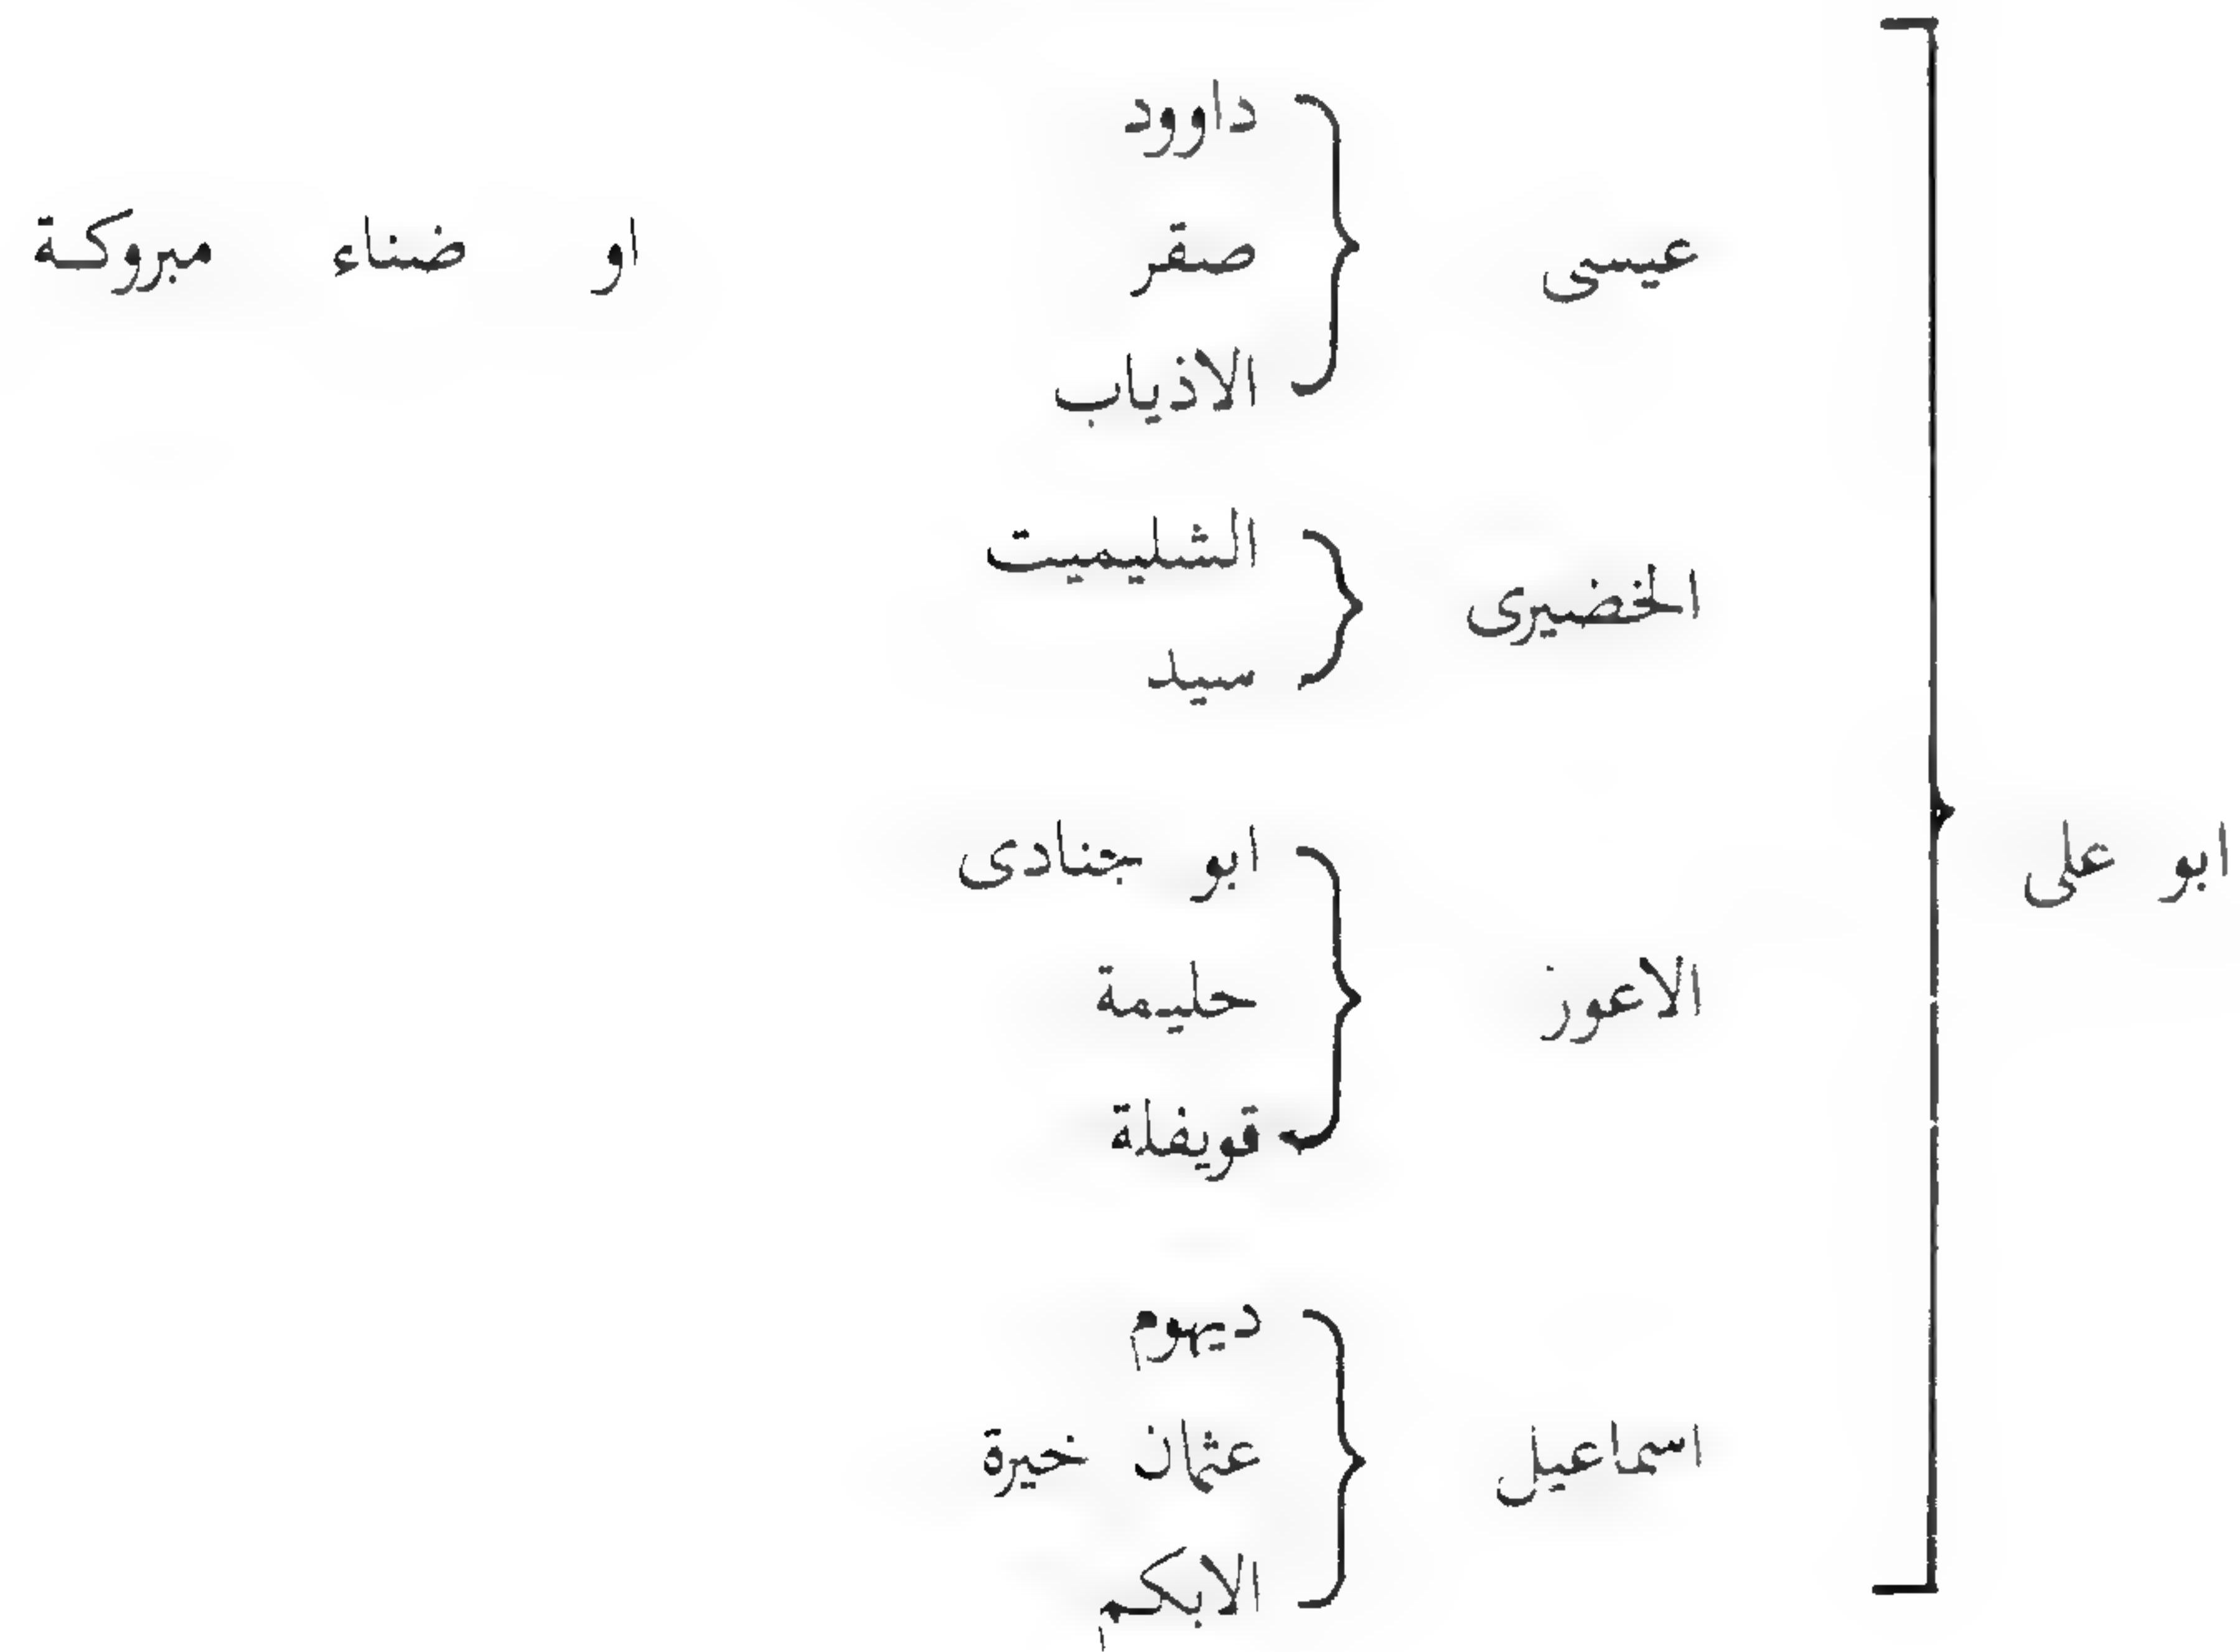 ابو على
عيسى
داوود
صقر او ضناء مبروكة
الاذياب
الخضيرى
الشليميت
سيد
الاعوز
ابو جنادى
حليمة
قويفلة
اسماعيل
ديهوم
عثمان خيرة
الابكم